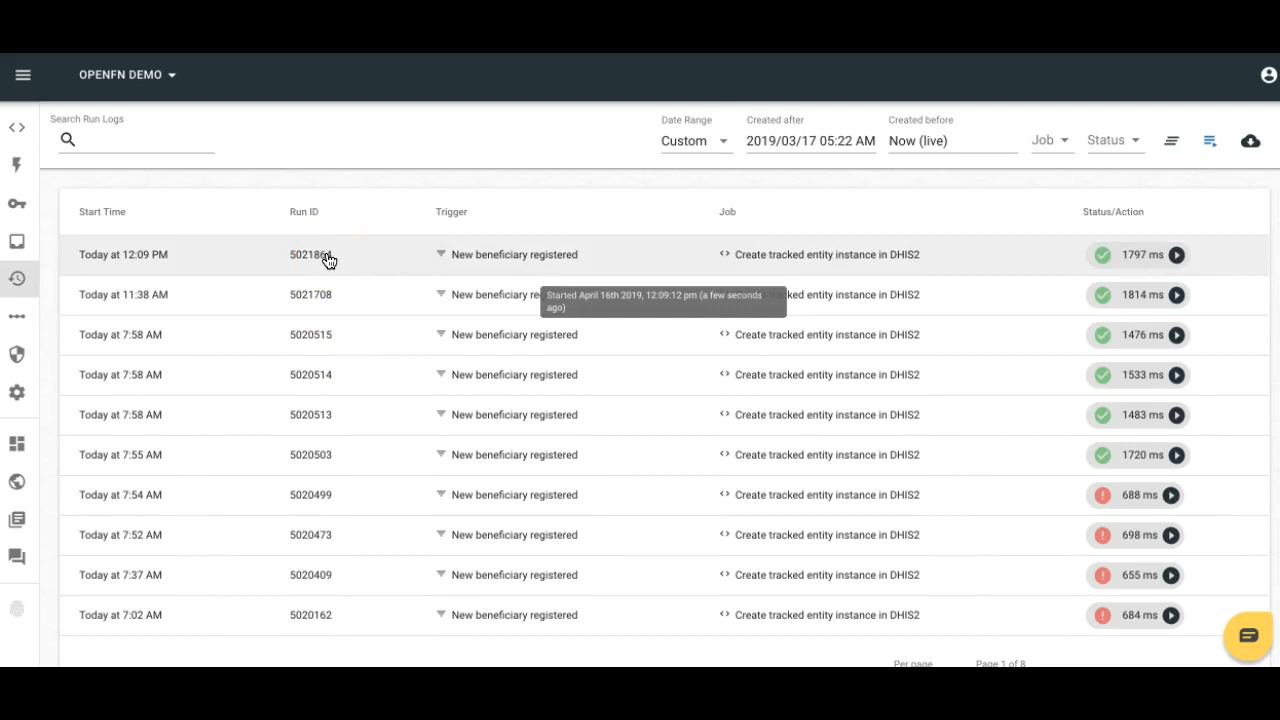 OPENFN DEMO
Search Run Logs
Date Range
Custom
Created after
2019/03/17 05:22 AM
Created before
Now (live)
Job
Status
Start Time Run ID Trigger Job Status/Action
Today at 12:09 PM 5021864 New beneficiary registered Create tracked entity instance in DHIS2 1797 ms
Today at 11:38 AM 5021708 New beneficiary re ked entity instance in DHIS2 1814 ms
Started April 16th 2019, 12:09:12 pm (a few seconds
ago)
Today at 7:58 AM 5020515 New beneficiary registered Create tracked entity instance in DHIS2 1476 ms
Today at 7:58 AM 5020514 New beneficiary registered Create tracked entity instance in DHIS2 1533 ms
Today at 7:58 AM 5020513 New beneficiary registered Create tracked entity instance in DHIS2 1483 ms
Today at 7:55 AM 5020503 New beneficiary registered Create tracked entity instance in DHIS2 1720 ms
Today at 7:54 AM 5020499 New beneficiary registered Create tracked entity instance in DHIS2 688 ms
Today at 7:52 AM 5020473 New beneficiary registered Create tracked entity instance in DHIS2 698 ms
Today at 7:37 AM 5020409 New beneficiary registered Create tracked entity instance in DHIS2 655 ms
Today at 7:02 AM 5020162 New beneficiary registered Create tracked entity instance in DHIS2 684 ms
Per page Page 1 of 8